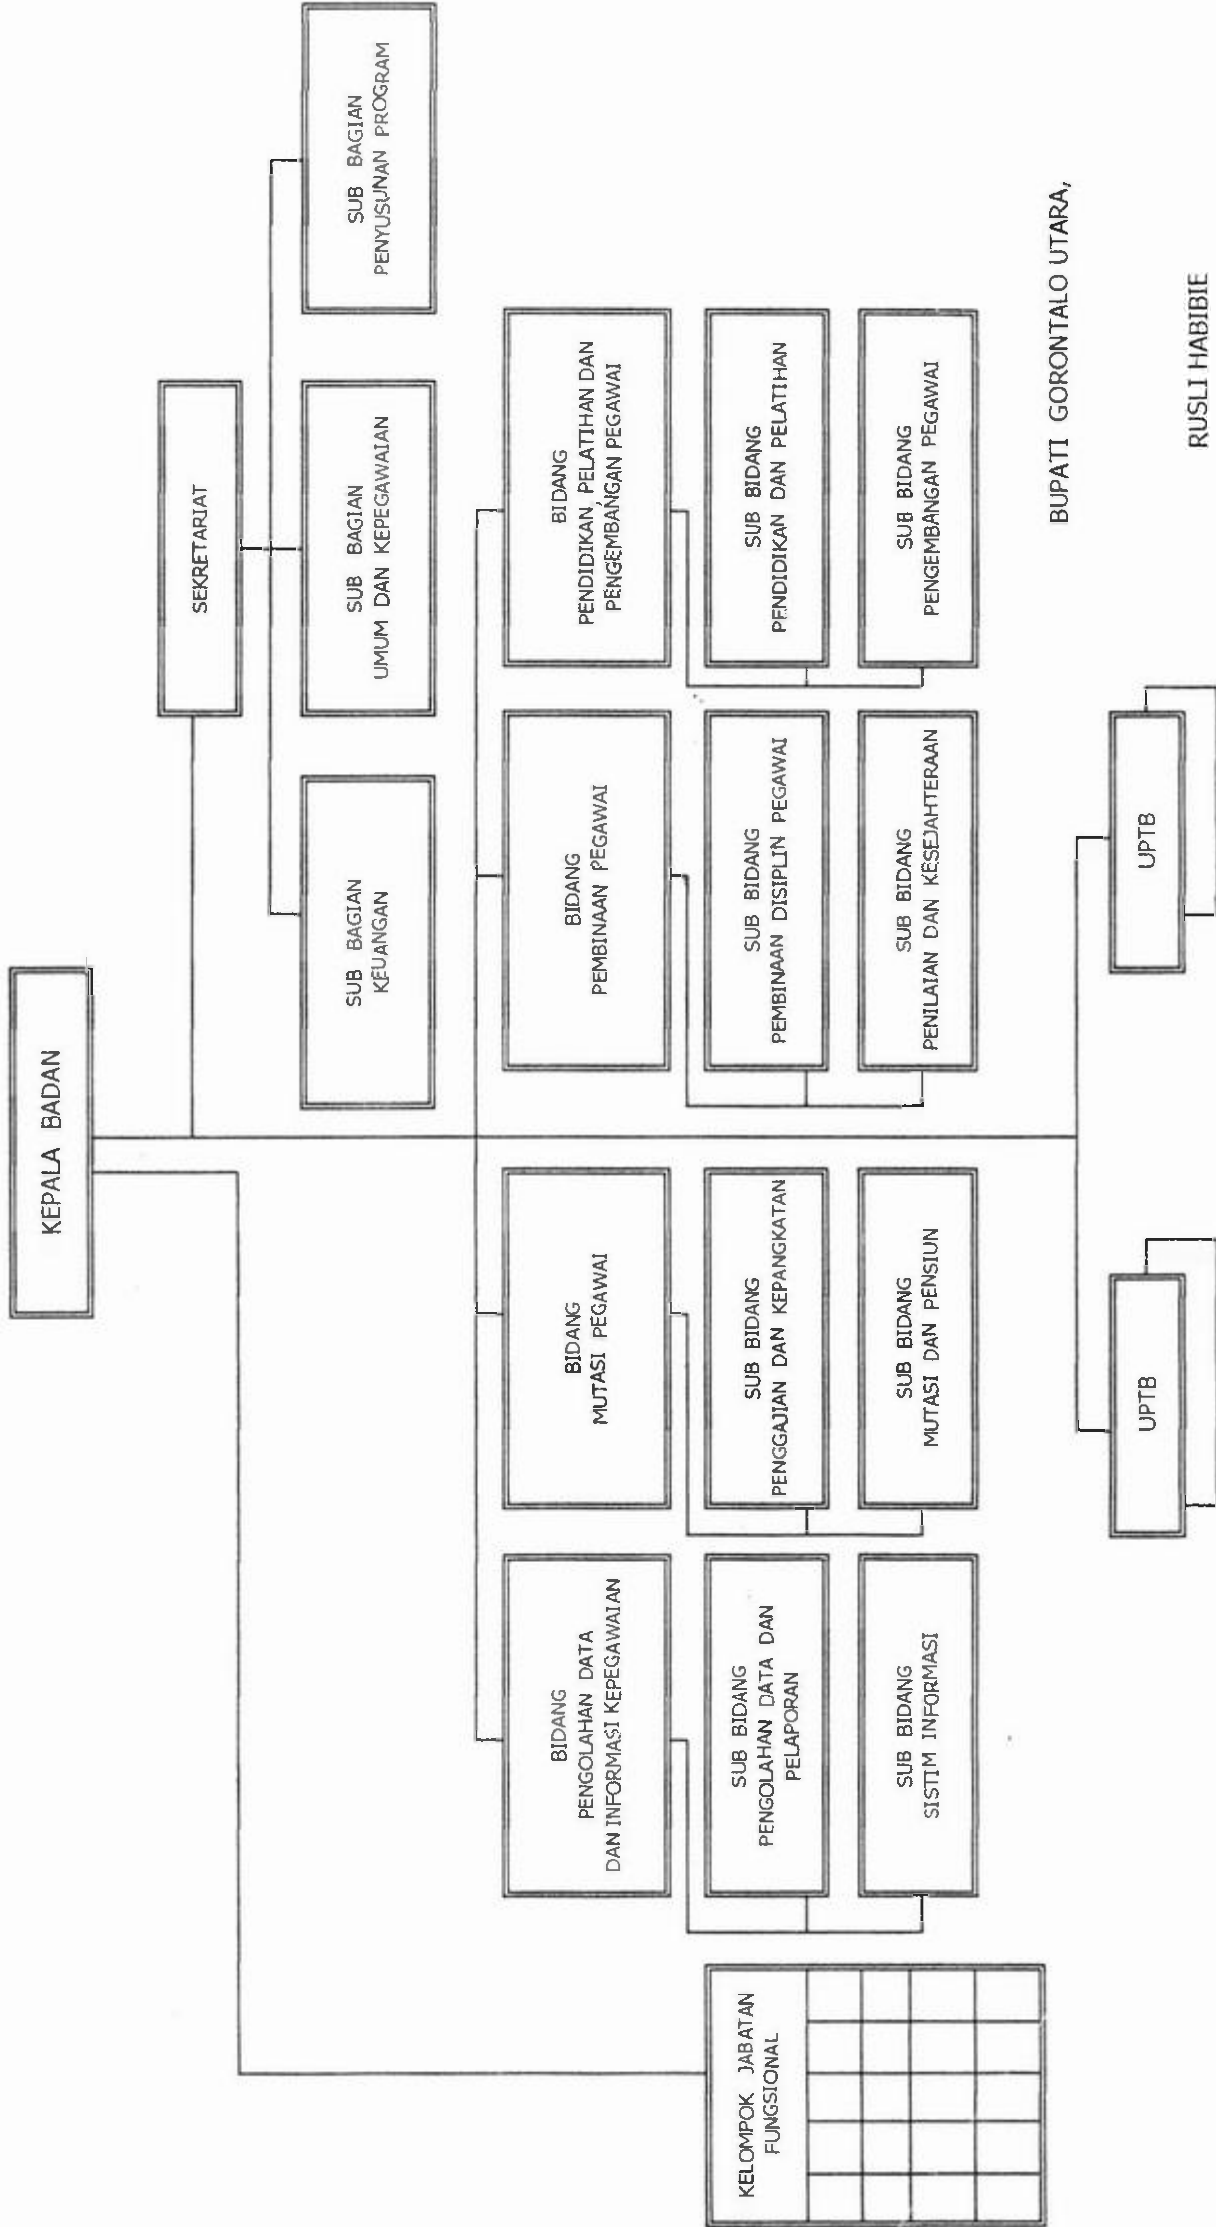 KEPALA BADAN
SEKRETARIAT
SUB BAGIAN
KEUANGAN
SUB BAGIAN
UMUM DAN KEPEGAWAIAN
SUB BAGIAN
PENYUSUNAN PROGRAM
BIDANG
PENGOLAHAN DATA
DAN INFORMASI KEPEGAWAIAN
BIDANG
MUTASI PEGAWAI
BIDANG
PEMBINAAN PEGAWAI
BIDANG
PENDIDIKAN PELATIHAN DAN
PENGEMBANGAN PEGAWAI
KELOMPOK JABATAN
FUNGSIONAL
SUB BIDANG
PENGOLAHAN DATA DAN
PELAPORAN
SUB BIDANG
PENGGAJIAN DAN KEPANGKATAN
SUB BIDANG
PEMBINAAN DISIPLIN PEGAWAI
SUB BIDANG
PENDIDIKAN DAN PELATIHAN
SUB BIDANG
SISTIM INFORMASI
SUB BIDANG
MUTASI DAN PENSIUN
SUB BIDANG
PENILAIAN DAN KESEJAHTERAAN
SUB BIDANG
PENGEMBANGAN PEGAWAI
UPTB
UPTB
BUPATI GORONTALO UTARA,
RUSLI HABIBIE